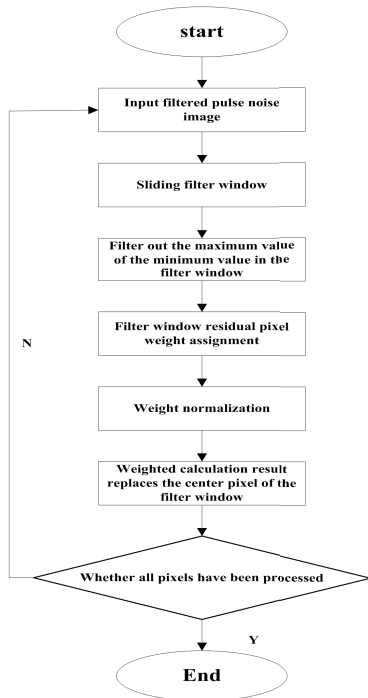 start
Input filtered pulse noise
image
Sliding filter window
Filter out the maximum value
of the minimum value in the
filter window
Filter window residual pixel
weight assignment
N
Weight normalization
Weighted calculation result
replaces the center pixel of the
filter window
Whether all pixels have been processed
Y
End